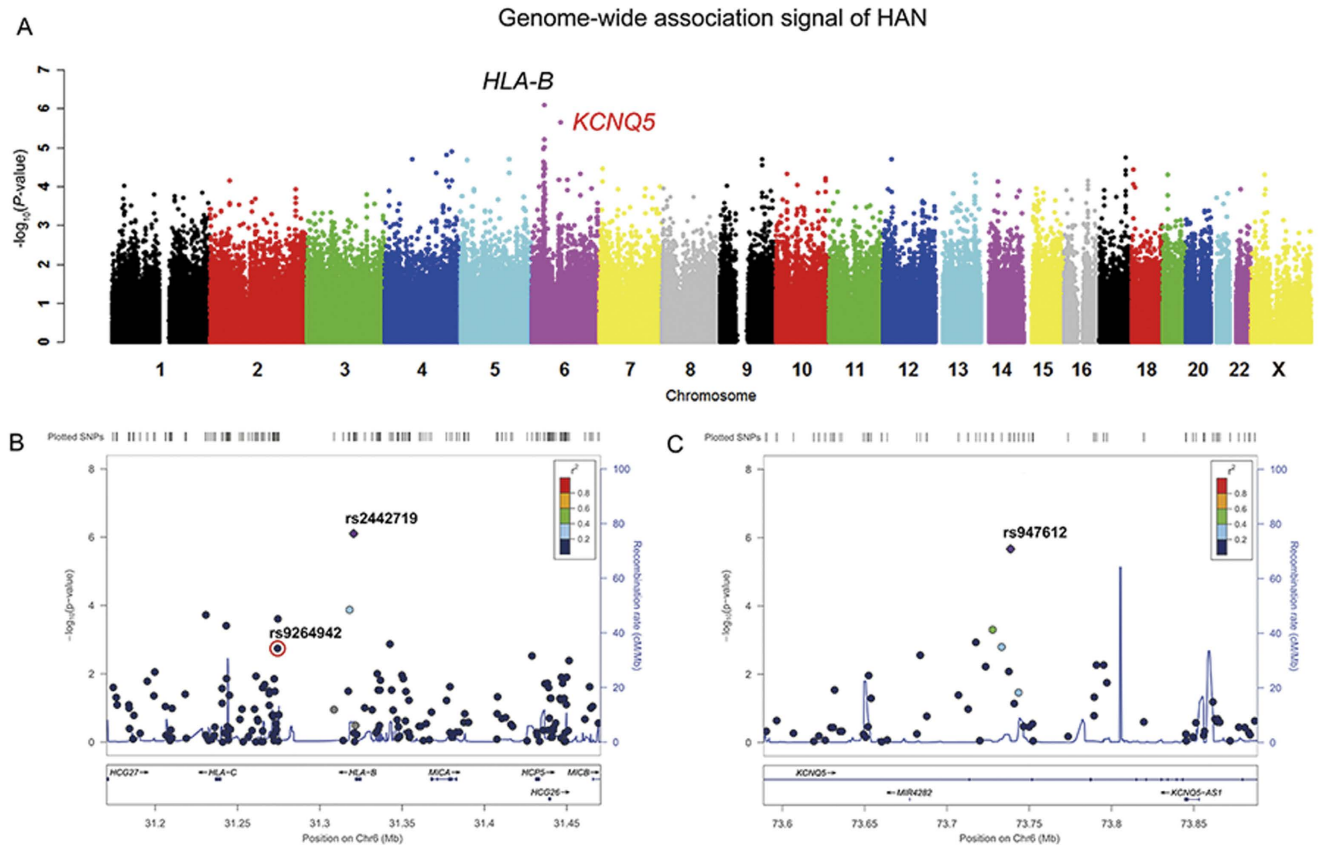 Genome-wide association signal of HAN
A
HLA-B
KCNQ5
7
6
5
4
3
2
1
0
-log10(P-value)
1 2 3 4 5 6 7 8 9 10 11 12 13 14 15 16 18 20 22 X
Chromosome
B
Plotted SNPs
8
6
4
2
0
−log10(p-value)
rs2442719
rs9264942
r2
0.8
0.6
0.4
0.2
100
80
60
40
20
0
Recombination rate (cM/Mb)
HCG27
HLA-C
HLA-B
MICA
HCP5
MICB
HCG26
31.2 31.25 31.3 31.35 31.4 31.45
Position on Chr6 (Mb)
C
Plotted SNPs
8
6
4
2
0
−log10(p-value)
rs947612
r2
0.8
0.6
0.4
0.2
100
80
60
40
20
0
Recombination rate (cM/Mb)
KCNQ5
MIR4282
KCNQ5-AS1
73.6 73.65 73.7 73.75 73.8 73.85
Position on Chr6 (Mb)